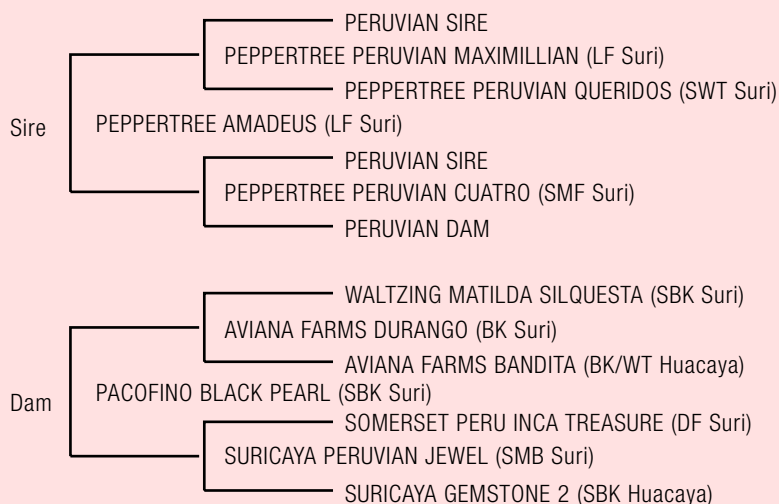 PERUVIAN SIRE
PEPPERTREE PERUVIAN MAXIMILLIAN (LF Suri)
PEPPERTREE PERUVIAN QUERIDOS (SWT Suri)
Sire
PEPPERTREE AMADEUS (LF Suri)
PERUVIAN SIRE
PEPPERTREE PERUVIAN CUATRO (SMF Suri)
PERUVIAN DAM
WALTZING MATILDA SILQUESTA (SBK Suri)
AVIANA FARMS DURANGO (BK Suri)
AVIANA FARMS BANDITA (BK/WT Huacaya)
PACOFINO BLACK PEARL (SBK Suri)
Dam
SOMERSET PERU INCA TREASURE (DF Suri)
SURICAYA PERUVIAN JEWEL (SMB Suri)
SURICAYA GEMSTONE 2 (SBK Huacaya)